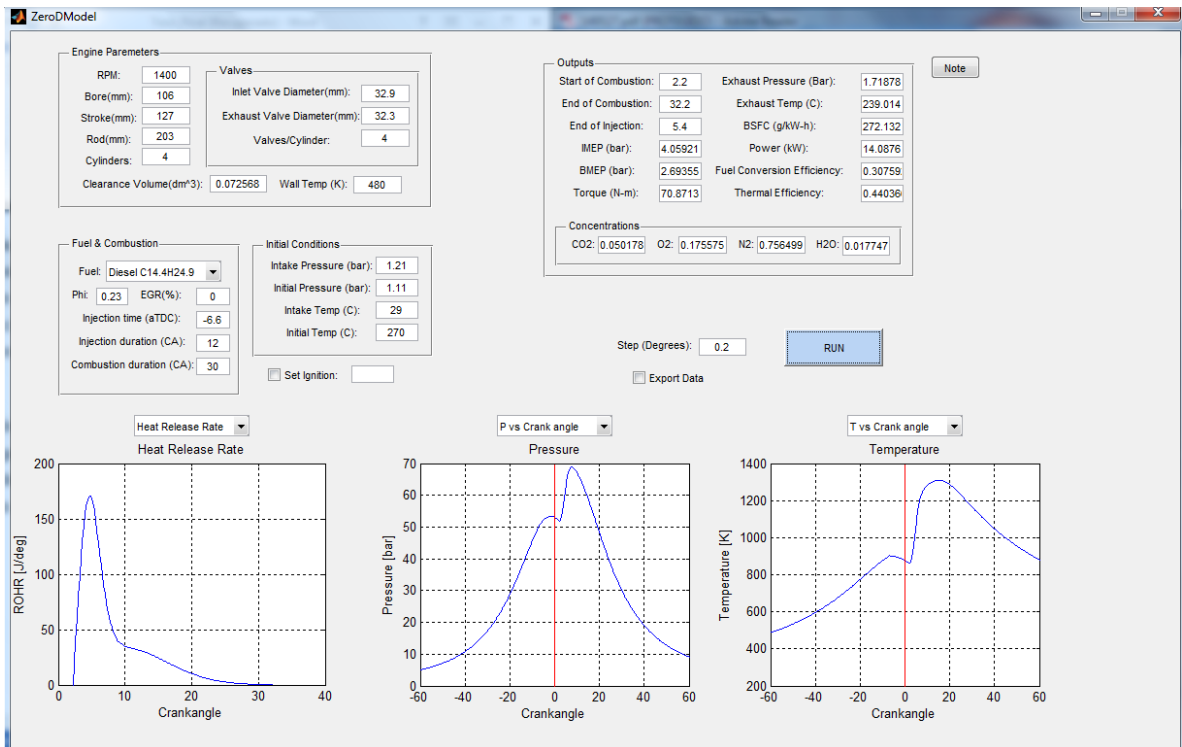 ZeroDModel
Engine Paremeters
RPM: 1400
Bore(mm): 106
Stroke(mm): 127
Rod(mm): 203
Cylinders: 4
Valves
Inlet Valve Diameter(mm): 32.9
Exhaust Valve Diameter(mm): 32.3
Valves/Cylinder: 4
Clearance Volume(dm^3): 0.072568 Wall Temp (K): 480
Outputs
Start of Combustion: 2.2 Exhaust Pressure (Bar): 1.71878
End of Combustion: 32.2 Exhaust Temp (C): 239.014
End of Injection: 5.4 BSFC (g/kW-h): 272.132
IMEP (bar): 4.05921 Power (kW): 14.0876
BMEP (bar): 2.69355 Fuel Conversion Efficiency: 0.30759
Torque (N-m): 70.8713 Thermal Efficiency: 0.44036
Concentrations
CO2: 0.050178 O2: 0.175575 N2: 0.756499 H2O: 0.017747
Note
Fuel & Combustion
Fuel: Diesel C14.4H24.9
Phi: 0.23 EGR(%): 0
Injection time (aTDC): -6.6
Injection duration (CA): 12
Combustion duration (CA): 30
Initial Conditions
Intake Pressure (bar): 1.21
Initial Pressure (bar): 1.11
Intake Temp (C): 29
Initial Temp (C): 270
Set Ignition:
Step (Degrees): 0.2
RUN
Export Data
Heat Release Rate
Heat Release Rate
ROHR [J/deg]
200
150
100
50
0
0 10 20 30 40
Crankangle
P vs Crank angle
Pressure
Pressure [bar]
70
60
50
40
30
20
10
0
-60 -40 -20 0 20 40 60
Crankangle
T vs Crank angle
Temperature
Temperature [K]
1400
1200
1000
800
600
400
200
-60 -40 -20 0 20 40 60
Crankangle